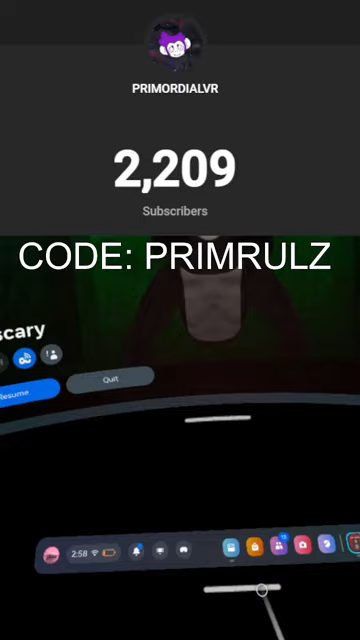 PRIMORDIALVR
2,209
Subscribers
CODE: PRIMRULZ
scary
Resume
Quit
2:58